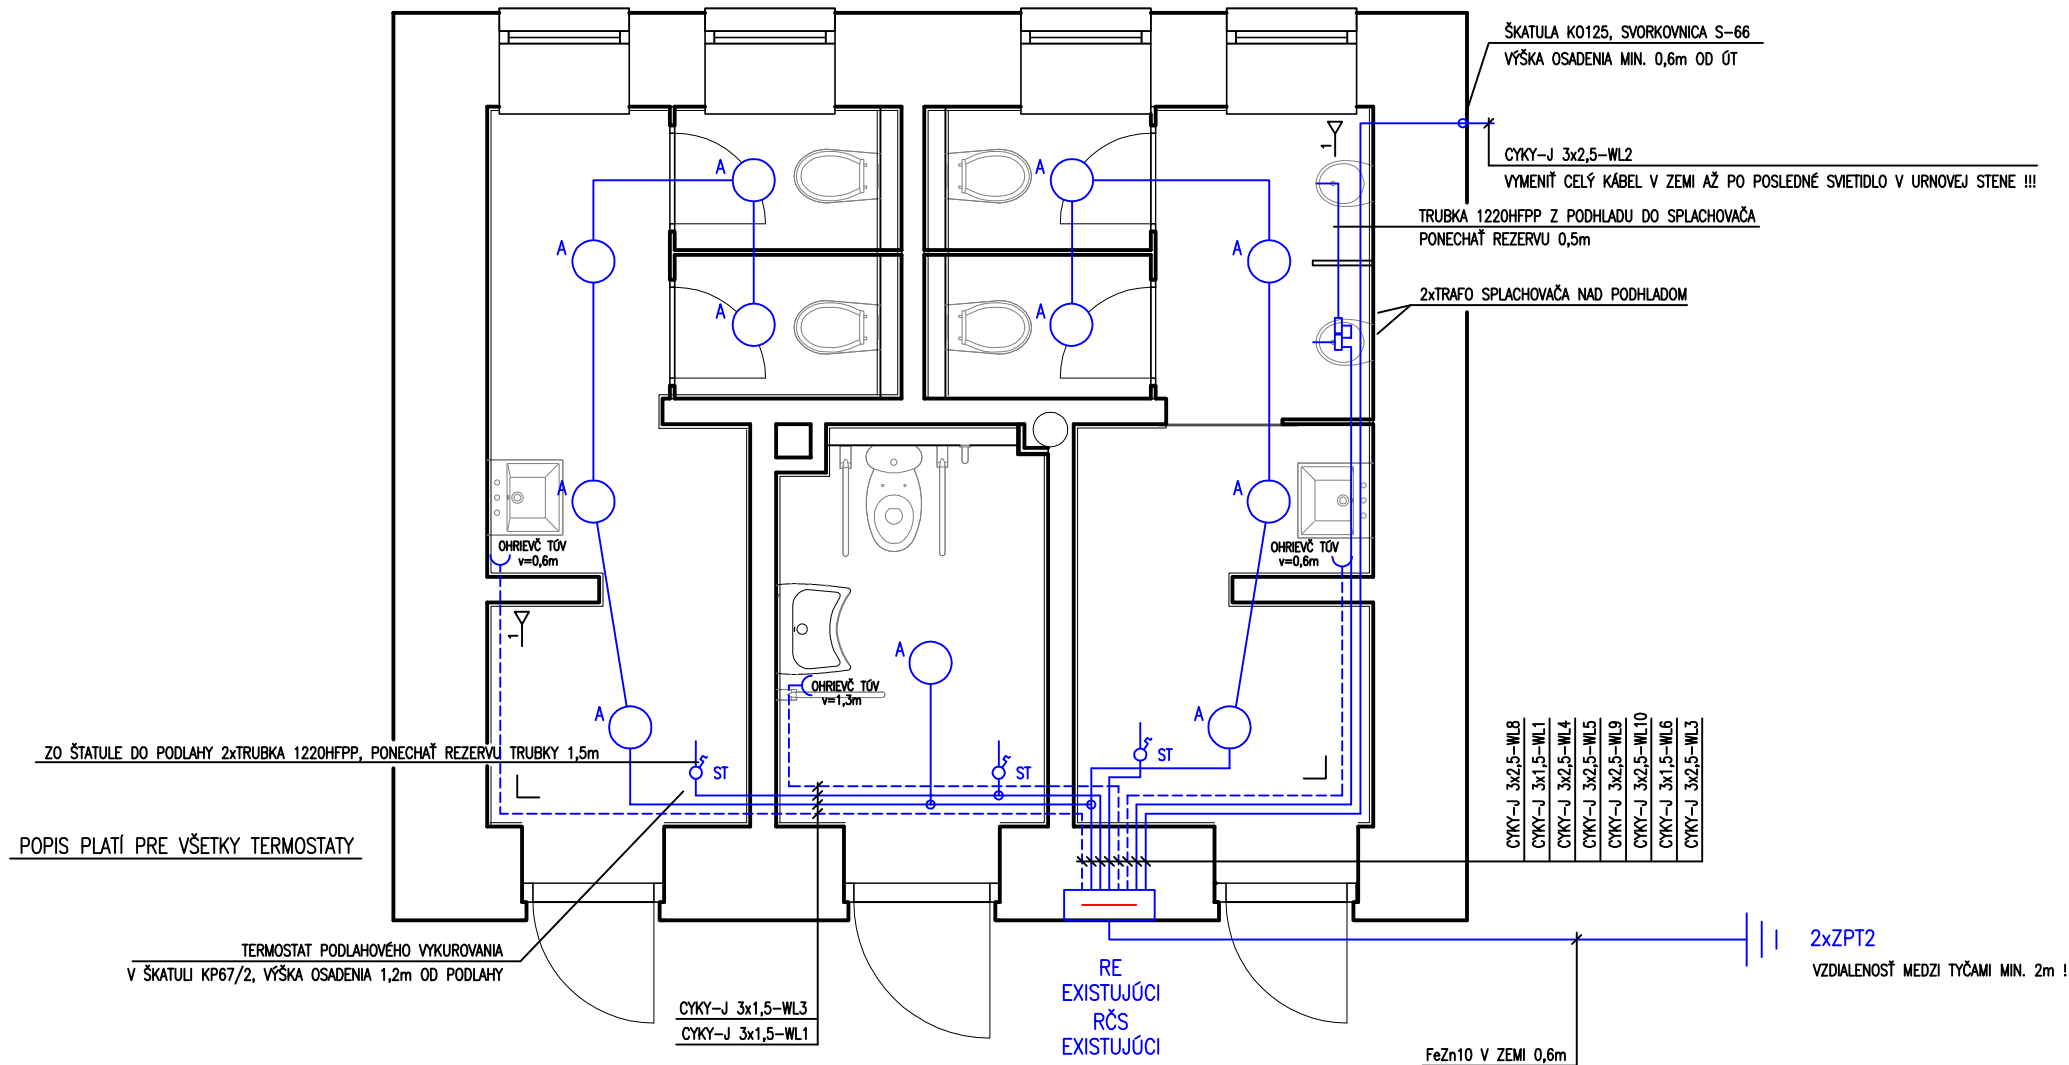 ŠKATULA KO125, SVORKOVNICA S-66
VÝŠKA OSADENIA MIN. 0,6m OD ÚT
1
CYKY-J 3x2,5-WL2
VYMENIŤ CELÝ KÁBEL V ZEMI AŽ PO POSLEDNÉ SVIETIDLO V URNOVEJ STENE !!!
A
A
TRUBKA 1220HFPP Z PODHLADU DO SPLACHOVAČA
PONECHAŤ REZERVU 0,5m
A
A
2xTRAFO SPLACHOVAČA NAD PODHLADOM
A
A
A
A
OHRIEVČ TÚV
v=0,6m
OHRIEVČ TÚV
v=0,6m
1
A
OHRIEVČ TÚV
v=1,3m
A
A
ZO ŠTATULE DO PODLAHY 2xTRUBKA 1220HFPP, PONECHAŤ REZERVU TRUBKY 1,5m
ST
ST
ST
CYKY-J 3x2,5-WL8
CYKY-J 3x1,5-WL1
CYKY-J 3x2,5-WL4
CYKY-J 3x2,5-WL5
CYKY-J 3x2,5-WL9
CYKY-J 3x2,5-WL10
CYKY-J 3x1,5-WL6
CYKY-J 3x2,5-WL3
POPIS PLATÍ PRE VŠETKY TERMOSTATY
TERMOSTAT PODLAHOVÉHO VYKUROVANIA
V ŠKATULI KP67/2, VÝŠKA OSADENIA 1,2m OD PODLAHY
2xZPT2
VZDIALENOSŤ MEDZI TYČAMI MIN. 2m !
RE
EXISTUJÚCI
RČS
EXISTUJÚCI
CYKY-J 3x1,5-WL3
CYKY-J 3x1,5-WL1
FeZn10 V ZEMI 0,6m